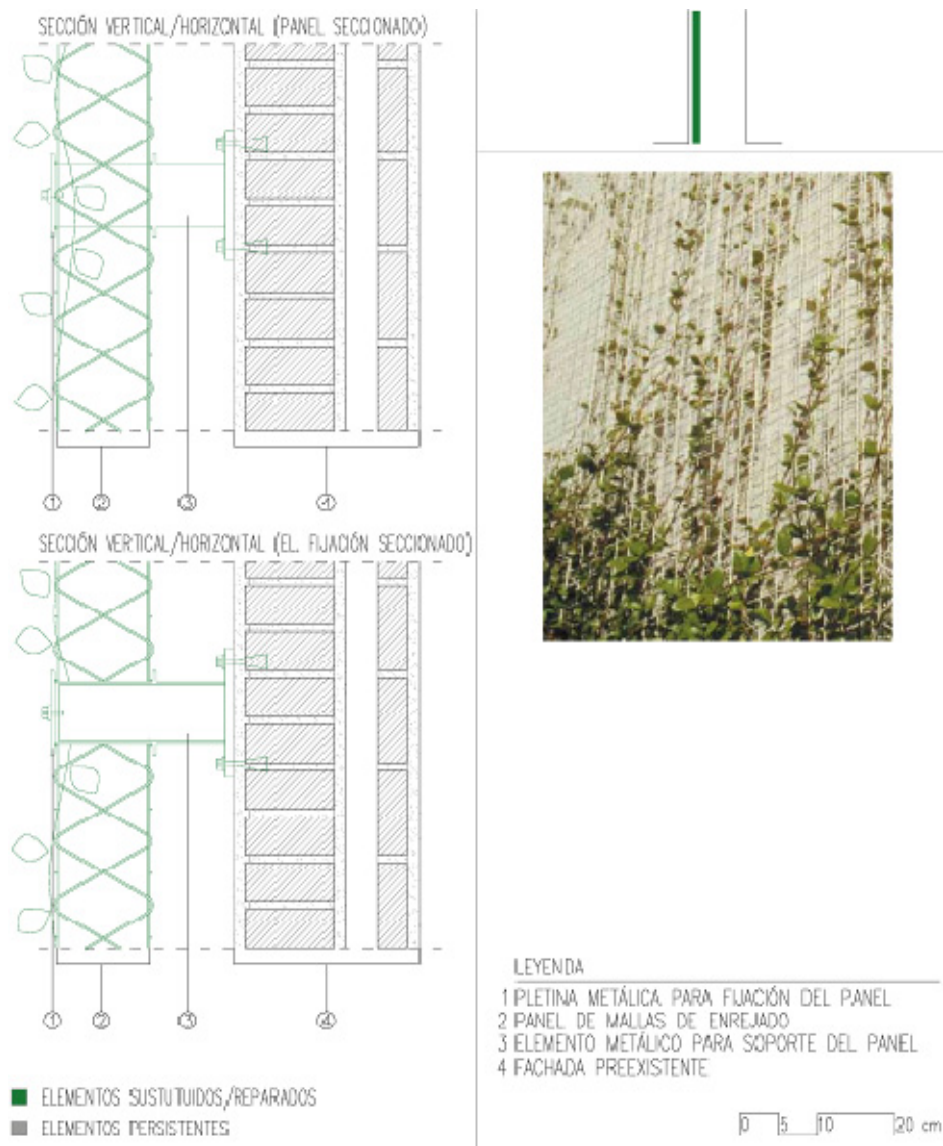 SECCIÓN VERTICAL/HORIZONTAL (PANEL SECCIONADO)
1 2 3 4
SECCIÓN VERTICAL/HORIZONTAL (EL. FIJACIÓN SECCIONADO)
1 2 3 4
ELEMENTOS SUSTUTUIDOS/REPARADOS
ELEMENTOS PERSISTENTES
LEYENDA
1 PLETINA METÁLICA PARA FIJACIÓN DEL PANEL
2 PANEL DE MALLAS DE ENREJADO
3 ELEMENTO METÁLICO PARA SOPORTE DEL PANEL
4 FACHADA PREEXISTENTE
0 5 10 20 cm